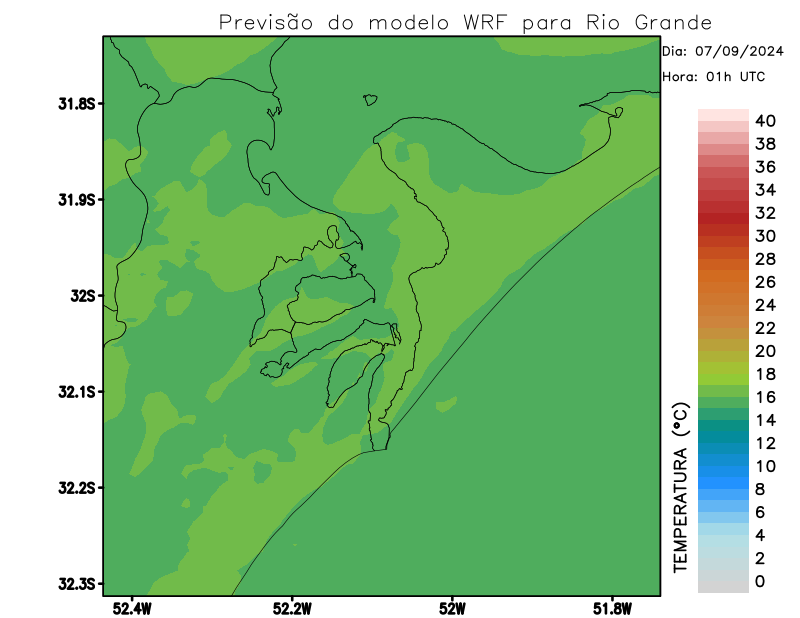 Previsão do modelo WRF para Rio Grande
Dia: 07/09/2024
Hora: 01h UTC
31.8S
31.9S
32S
32.1S
32.2S
32.3S
52.4W
52.2W
52W
51.8W
TEMPERATURA (°C)
40
38
36
34
32
30
28
26
24
22
20
18
16
14
12
10
8
6
4
2
0